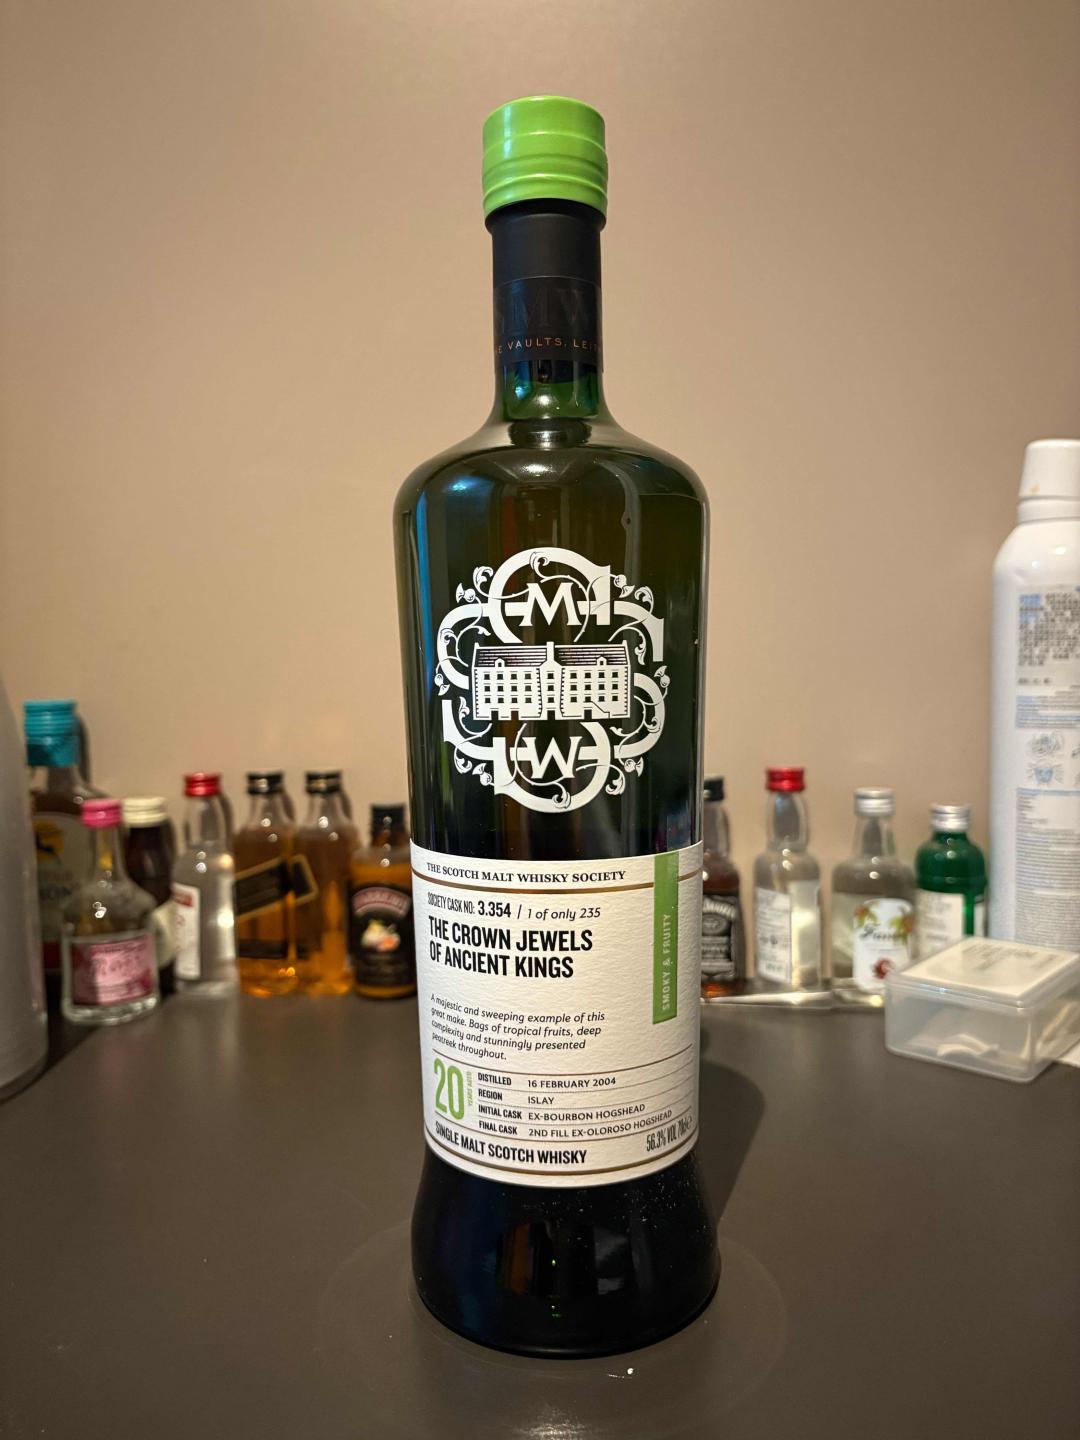 SMW
THE VAULTS, LEITH
M
W
THE SCOTCH MALT WHISKY SOCIETY
SOCIETY CASK NO: 3.354 / 1 of only 235
THE CROWN JEWELS
OF ANCIENT KINGS
SMOKY & FRUITY
A majestic and sweeping example of this
great make. Bags of tropical fruits, deep
complexity and stunningly presented
peatreek throughout.
20 YEARS AGED
DISTILLED 16 FEBRUARY 2004
REGION ISLAY
INITIAL CASK EX-BOURBON HOGSHEAD
FINAL CASK 2ND FILL EX-OLOROSO HOGSHEAD
SINGLE MALT SCOTCH WHISKY
56.3% VOL 70cl e